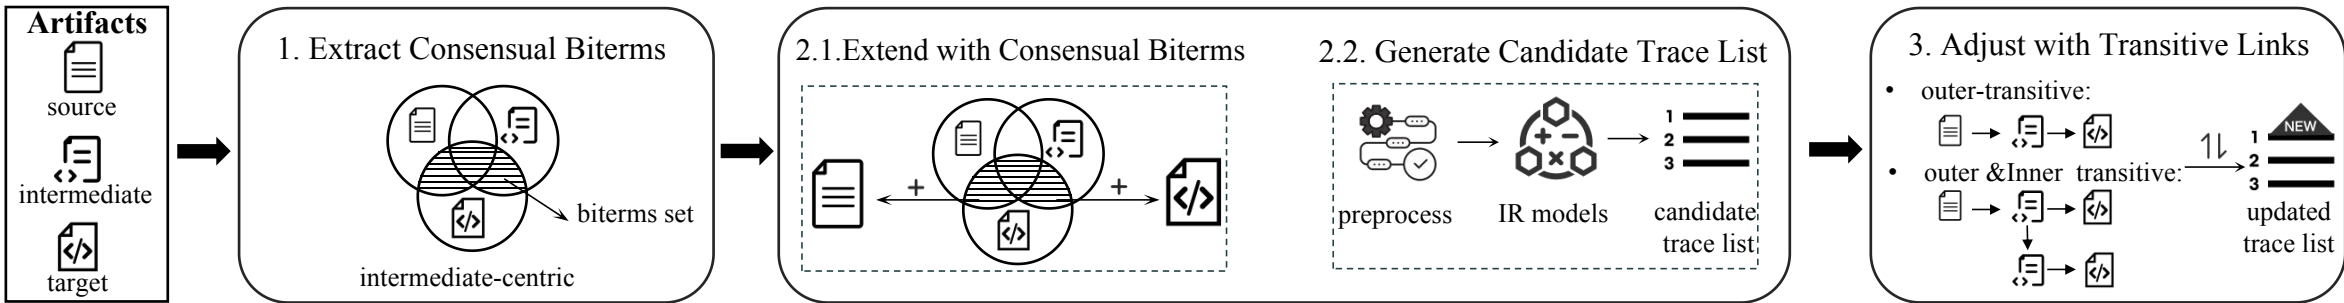 Artifacts
source
intermediate
target
1. Extract Consensual Biterms
biterms set
intermediate-centric
2.1.Extend with Consensual Biterms
+
+
2.2. Generate Candidate Trace List
1
2
3
preprocess
IR models
candidate
trace list
3. Adjust with Transitive Links
• outer-transitive:
• outer &Inner transitive:
NEW
1
2
3
updated
trace list